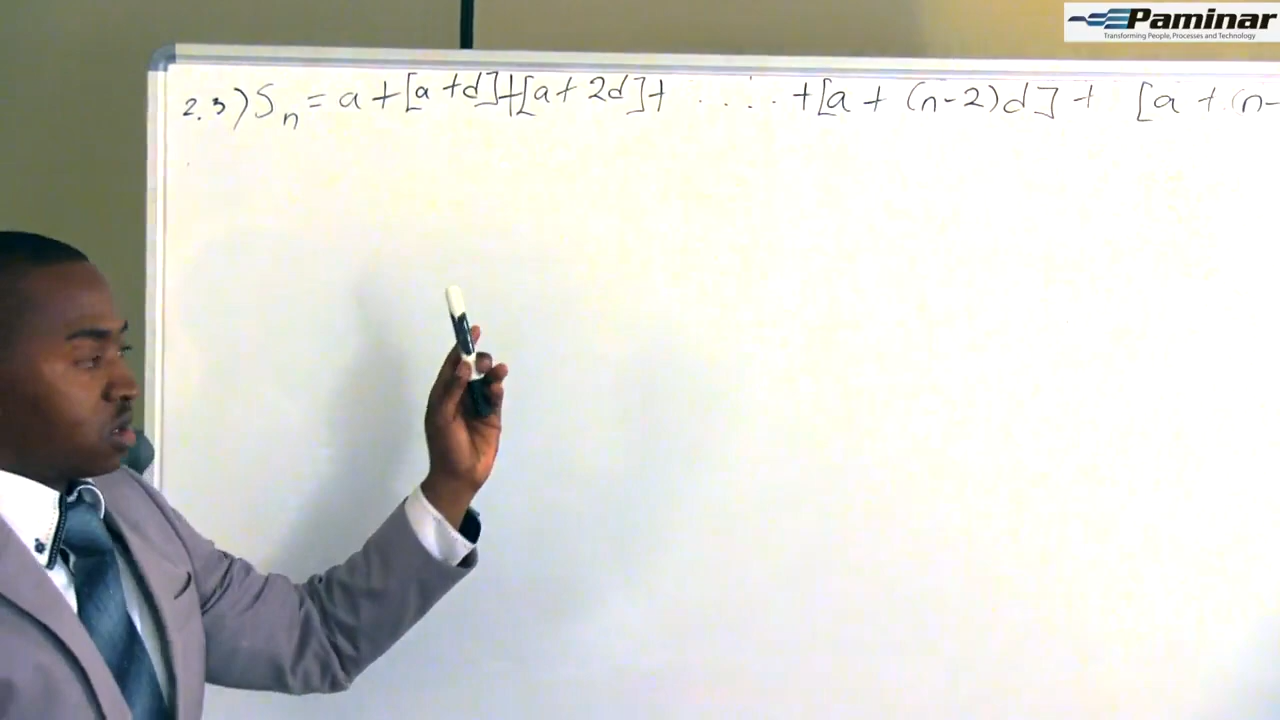 Paminar
Transforming People, Processes and Technology
2.3) Sn = a + [a + d] + [a + 2d] + . . . . + [a + (n-2)d] + [a + (n-